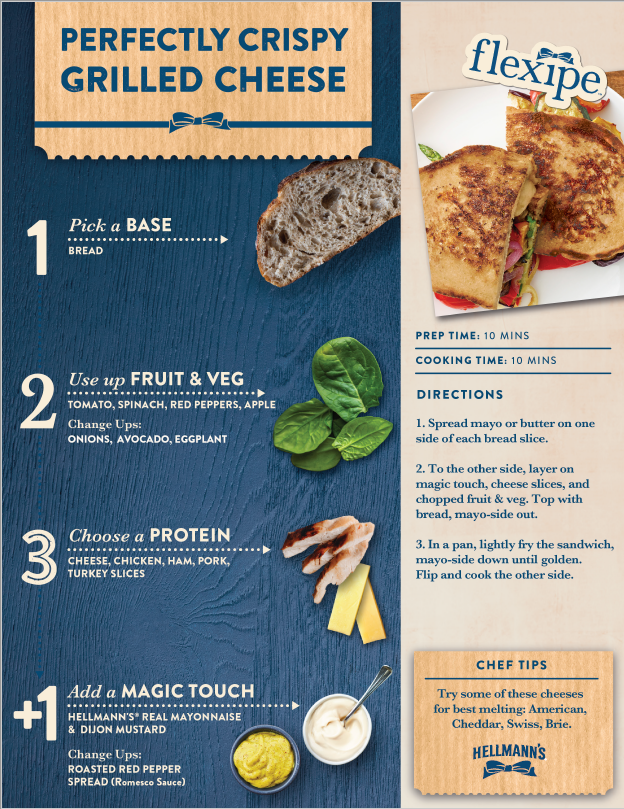 PERFECTLY CRISPY
GRILLED CHEESE
1
Pick a BASE
BREAD
2
Use up FRUIT & VEG
TOMATO, SPINACH, RED PEPPERS, APPLE
Change Ups:
ONIONS, AVOCADO, EGGPLANT
3
Choose a PROTEIN
CHEESE, CHICKEN, HAM, PORK,
TURKEY SLICES
+1
Add a MAGIC TOUCH
HELLMANN'S® REAL MAYONNAISE
& DIJON MUSTARD
Change Ups:
ROASTED RED PEPPER
SPREAD (Romesco Sauce)
flexipe™
PREP TIME: 10 MINS
COOKING TIME: 10 MINS
DIRECTIONS
1. Spread mayo or butter on one
side of each bread slice.
2. To the other side, layer on
magic touch, cheese slices, and
chopped fruit & veg. Top with
bread, mayo-side out.
3. In a pan, lightly fry the sandwich,
mayo-side down until golden.
Flip and cook the other side.
CHEF TIPS
Try some of these cheeses
for best melting: American,
Cheddar, Swiss, Brie.
HELLMANN'S